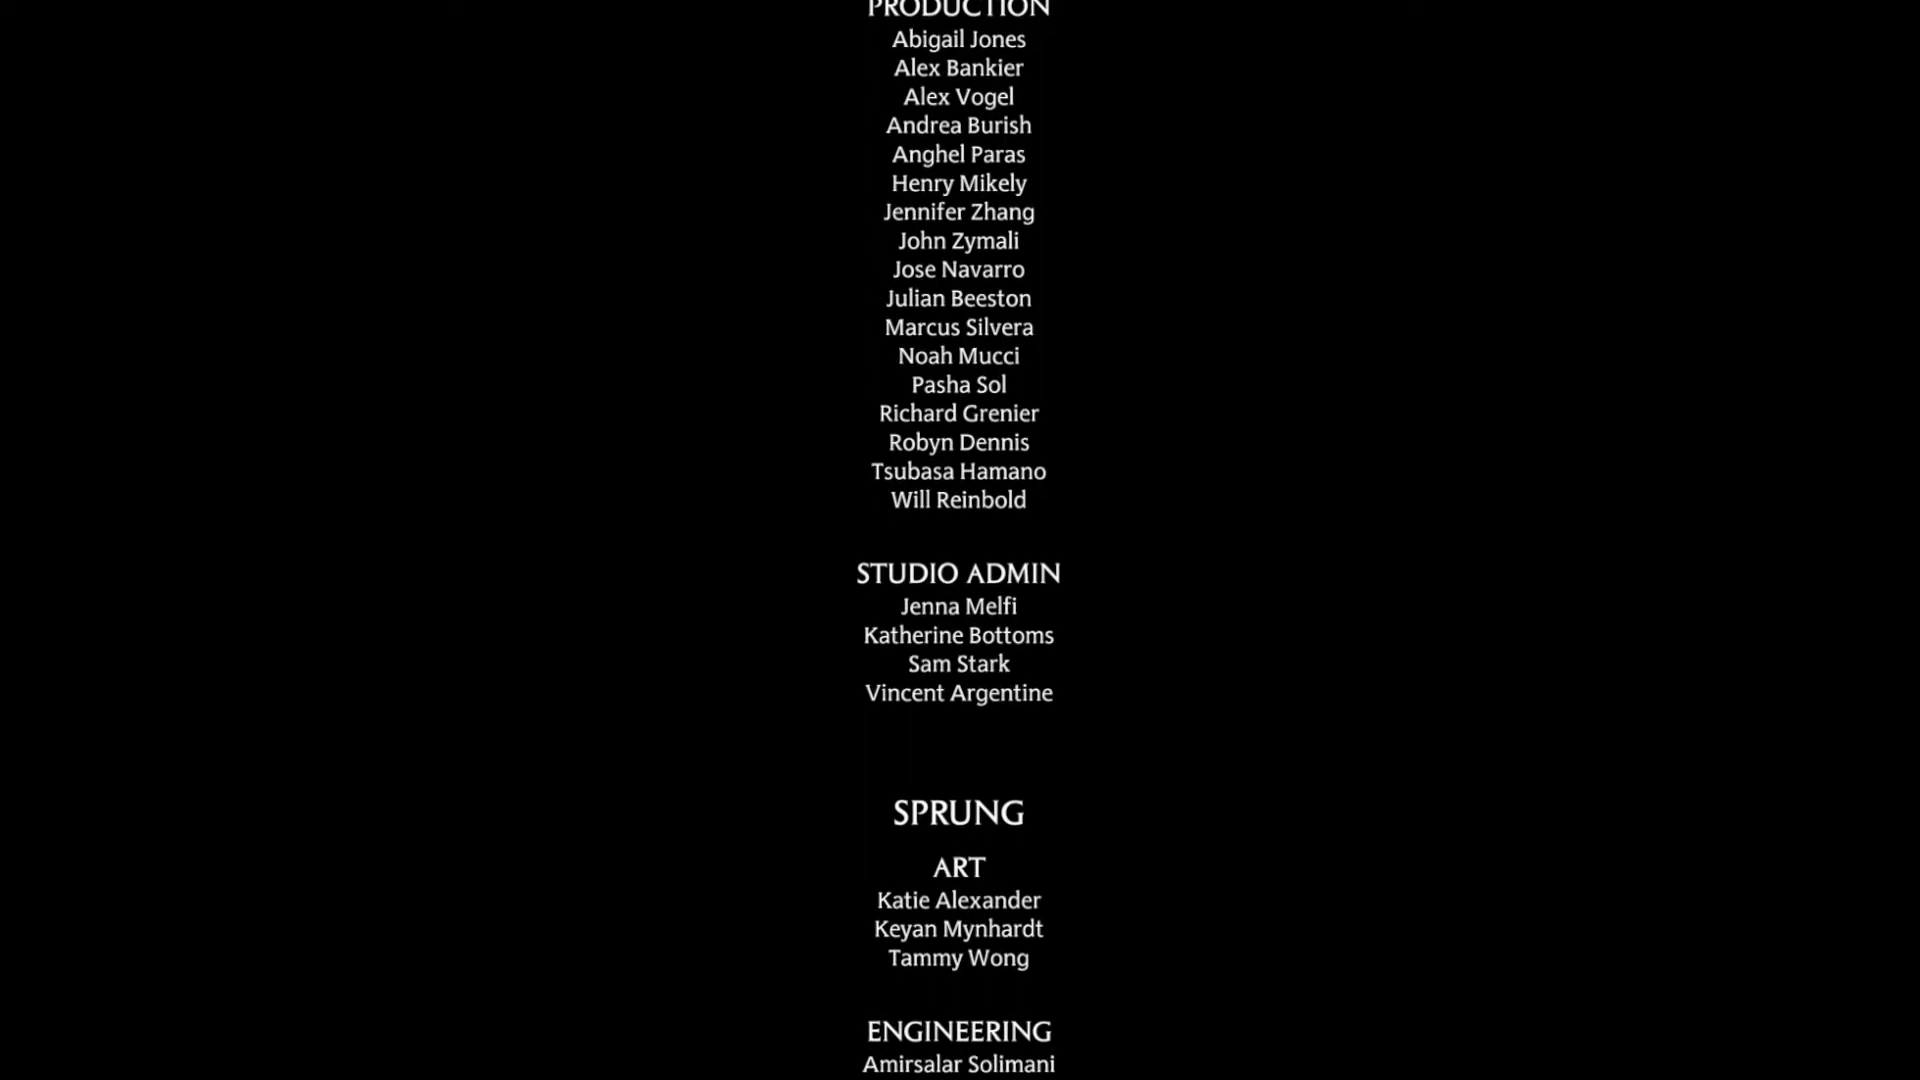 PRODUCTION
Abigail Jones
Alex Bankier
Alex Vogel
Andrea Burish
Anghel Paras
Henry Mikely
Jennifer Zhang
John Zymali
Jose Navarro
Julian Beeston
Marcus Silvera
Noah Mucci
Pasha Sol
Richard Grenier
Robyn Dennis
Tsubasa Hamano
Will Reinbold
STUDIO ADMIN
Jenna Melfi
Katherine Bottoms
Sam Stark
Vincent Argentine
SPRUNG
ART
Katie Alexander
Keyan Mynhardt
Tammy Wong
ENGINEERING
Amirsalar Solimani